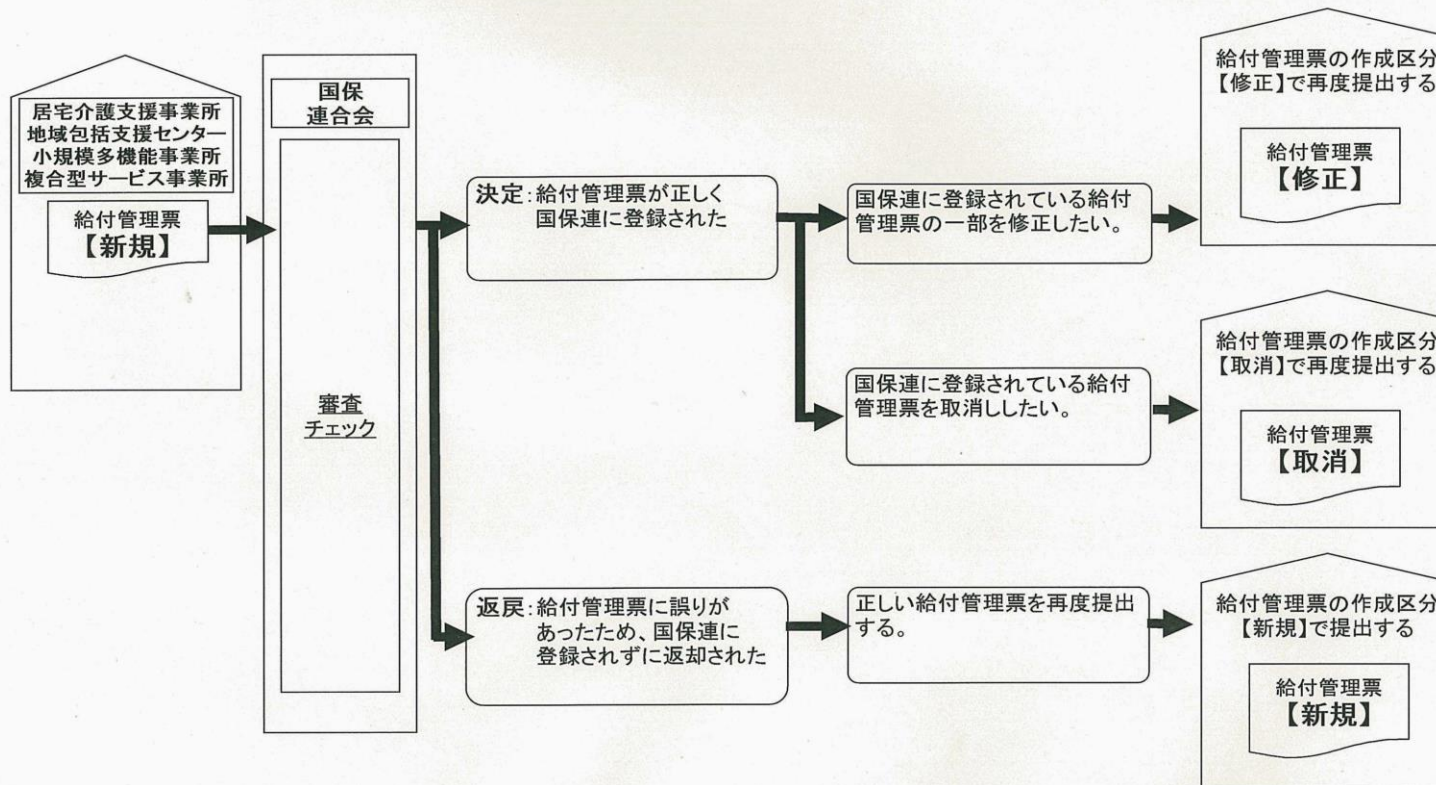 居宅介護支援事業所
地域包括支援センター
小規模多機能事業所
複合型サービス事業所
給付管理票
【新規】
国保
連合会
審査
チェック
決定:給付管理票が正しく
国保連に登録された
返戻:給付管理票に誤りが
あったため、国保連に
登録されずに返却された
国保連に登録されている給付
管理票の一部を修正したい。
国保連に登録されている給付
管理票を取消ししたい。
正しい給付管理票を再度提出
する。
給付管理票の作成区分
【修正】で再度提出する
給付管理票
【修正】
給付管理票の作成区分
【取消】で再度提出する
給付管理票
【取消】
給付管理票の作成区分
【新規】で提出する
給付管理票
【新規】